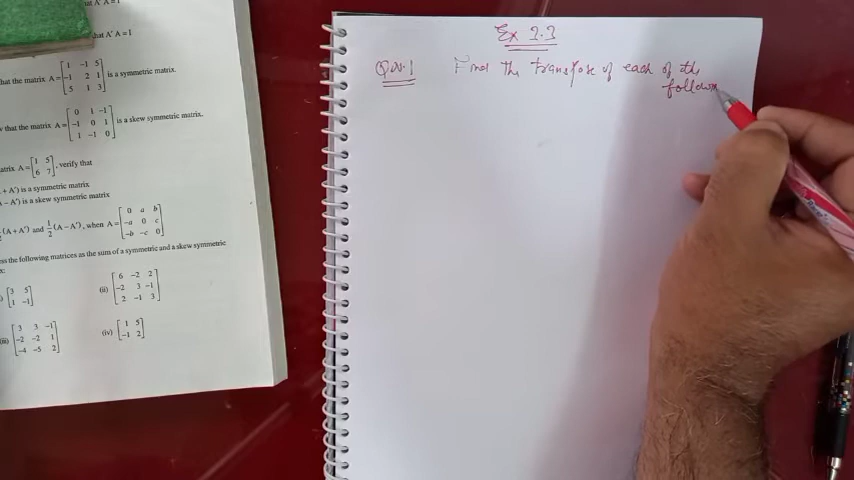 that A' A = I
that the matrix A = [1 -1 5; -1 2 1; 5 1 3] is a symmetric matrix.
that the matrix A = [0 1 -1; -1 0 1; 1 -1 0] is a skew symmetric matrix.
A = [1 5; 6 7], verify that
+ A') is a symmetric matrix
− A') is a skew symmetric matrix
(A + A') and 1/2 (A − A'), when A = [0 a b; -a 0 c; -b -c 0]
the following matrices as the sum of a symmetric and a skew symmetric
[3 5; 1 -1] (ii) [6 -2 2; -2 3 -1; 2 -1 3]
(iii) [3 3 -1; -2 -2 1; -4 -5 2] (iv) [1 5; -1 2]
Ex 3.3
QN.1 Find the transpose of each of the